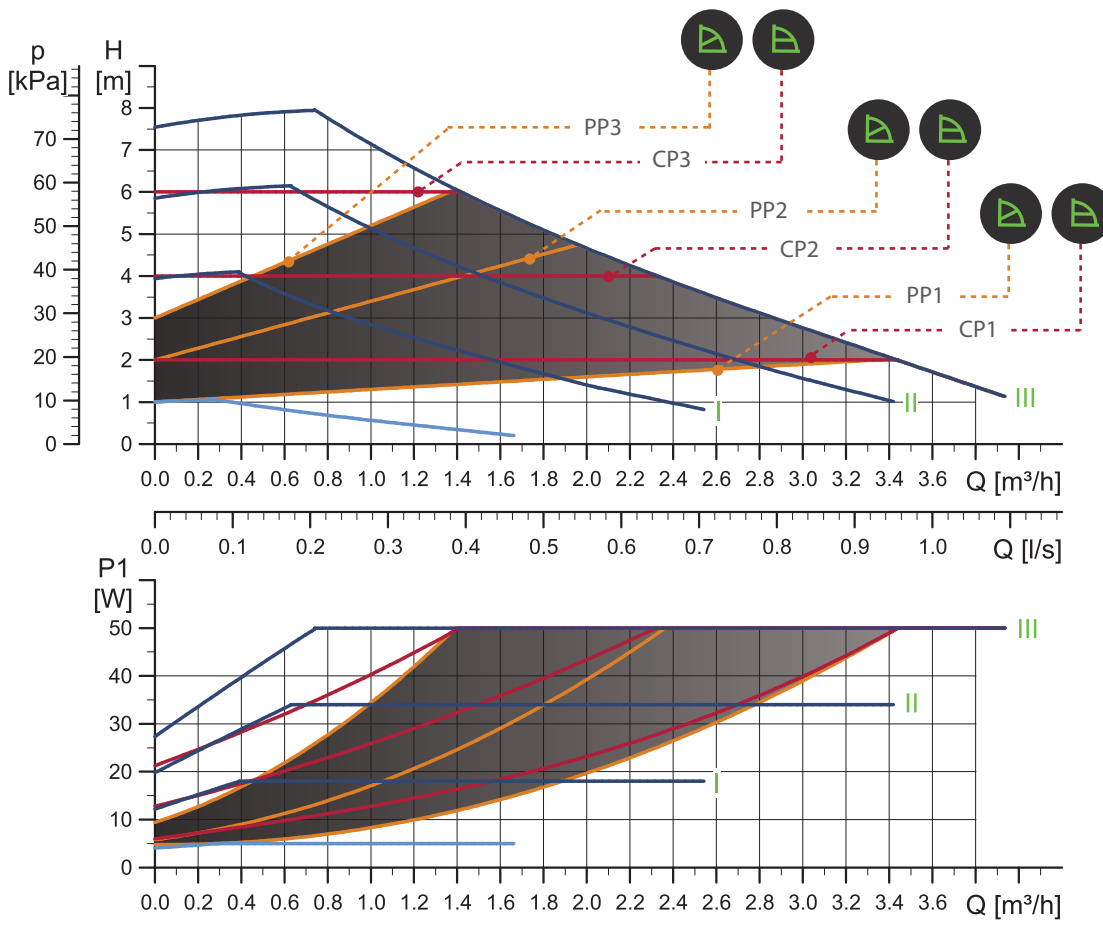 p H
[kPa] [m]
8
70 7
60 6
50 5
40 4
30 3
20 2
10 1
0 0
PP3
CP3
PP2
CP2
PP1
CP1
I II III
0.0 0.2 0.4 0.6 0.8 1.0 1.2 1.4 1.6 1.8 2.0 2.2 2.4 2.6 2.8 3.0 3.2 3.4 3.6 Q [m³/h]
0.0 0.1 0.2 0.3 0.4 0.5 0.6 0.7 0.8 0.9 1.0 Q [l/s]
P1
[W]
50 III
40
II
30
20
I
10
0
0.0 0.2 0.4 0.6 0.8 1.0 1.2 1.4 1.6 1.8 2.0 2.2 2.4 2.6 2.8 3.0 3.2 3.4 3.6 Q [m³/h]